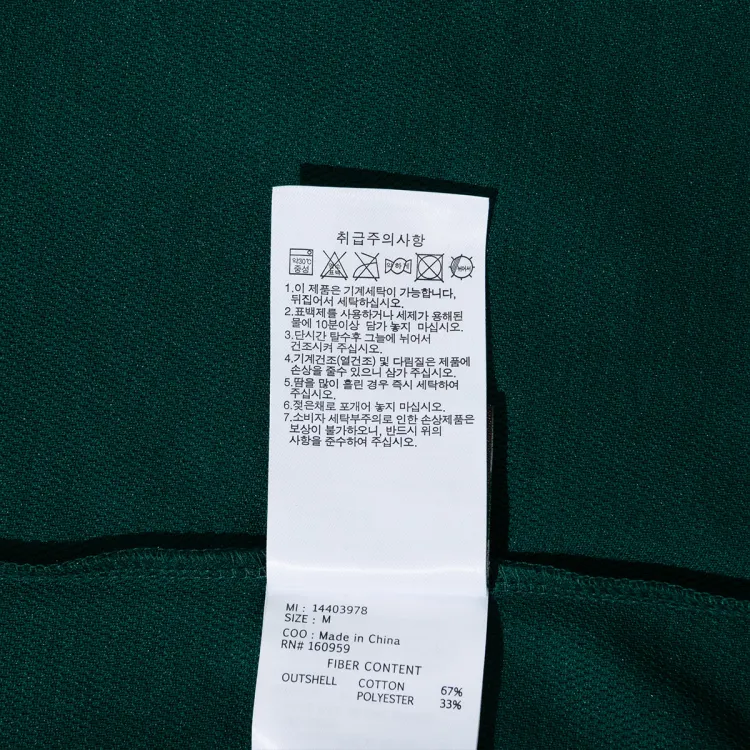 취급주의사항
약30℃
중성
약하게
뉘어서
1.이 제품은 기계세탁이 가능합니다,
뒤집어서 세탁하십시오.
2.표백제를 사용하거나 세제가 용해된
물에 10분이상 담가 놓지 마십시오.
3.단시간 탈수후 그늘에 뉘어서
건조시켜 주십시오.
4.기계건조(열건조) 및 다림질은 제품에
손상을 줄수 있으니 삼가 주십시오.
5.땀을 많이 흘린 경우 즉시 세탁하여
주십시오.
6.젖은채로 포개어 놓지 마십시오.
7.소비자 세탁부주의로 인한 손상제품은
보상이 불가하오니, 반드시 위의
사항을 준수하여 주십시오.
MI : 14403978
SIZE : M
COO : Made in China
RN# 160959
FIBER CONTENT
OUTSHELL COTTON 67%
POLYESTER 33%